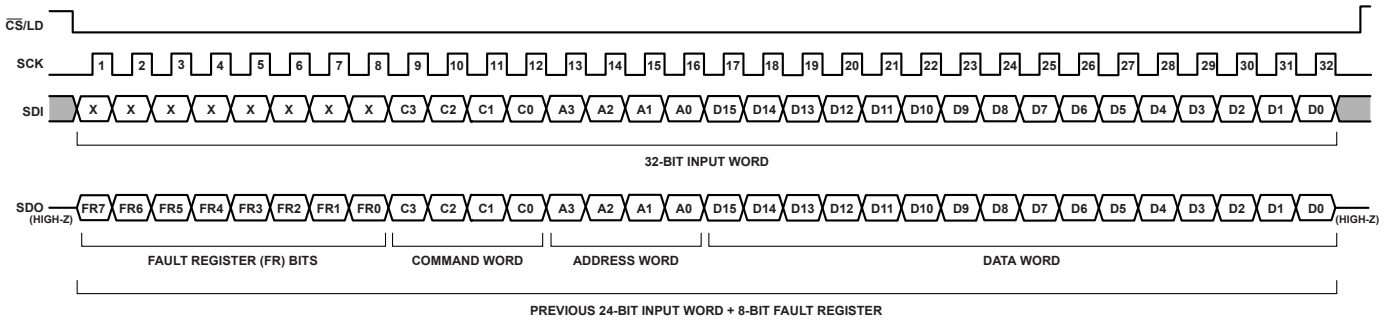 CS/LD
SCK 1 2 3 4 5 6 7 8 9 10 11 12 13 14 15 16 17 18 19 20 21 22 23 24 25 26 27 28 29 30 31 32
SDI X X X X X X X X C3 C2 C1 C0 A3 A2 A1 A0 D15 D14 D13 D12 D11 D10 D9 D8 D7 D6 D5 D4 D3 D2 D1 D0
32-BIT INPUT WORD
SDO FR7 FR6 FR5 FR4 FR3 FR2 FR1 FR0 C3 C2 C1 C0 A3 A2 A1 A0 D15 D14 D13 D12 D11 D10 D9 D8 D7 D6 D5 D4 D3 D2 D1 D0
(HIGH-Z) (HIGH-Z)
FAULT REGISTER (FR) BITS COMMAND WORD ADDRESS WORD DATA WORD
PREVIOUS 24-BIT INPUT WORD + 8-BIT FAULT REGISTER